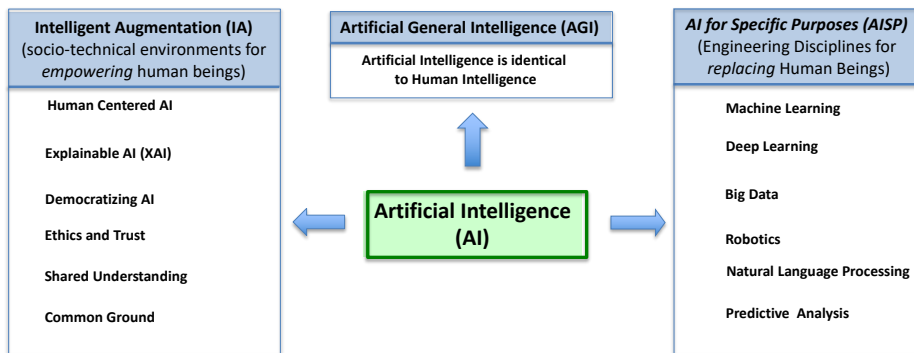 Intelligent Augmentation (IA)
(socio-technical environments for
empowering human beings)
Human Centered AI
Explainable AI (XAI)
Democratizing AI
Ethics and Trust
Shared Understanding
Common Ground
Artificial General Intelligence (AGI)
Artificial Intelligence is identical
to Human Intelligence
Artificial Intelligence
(AI)
AI for Specific Purposes (AISP)
(Engineering Disciplines for
replacing Human Beings)
Machine Learning
Deep Learning
Big Data
Robotics
Natural Language Processing
Predictive Analysis